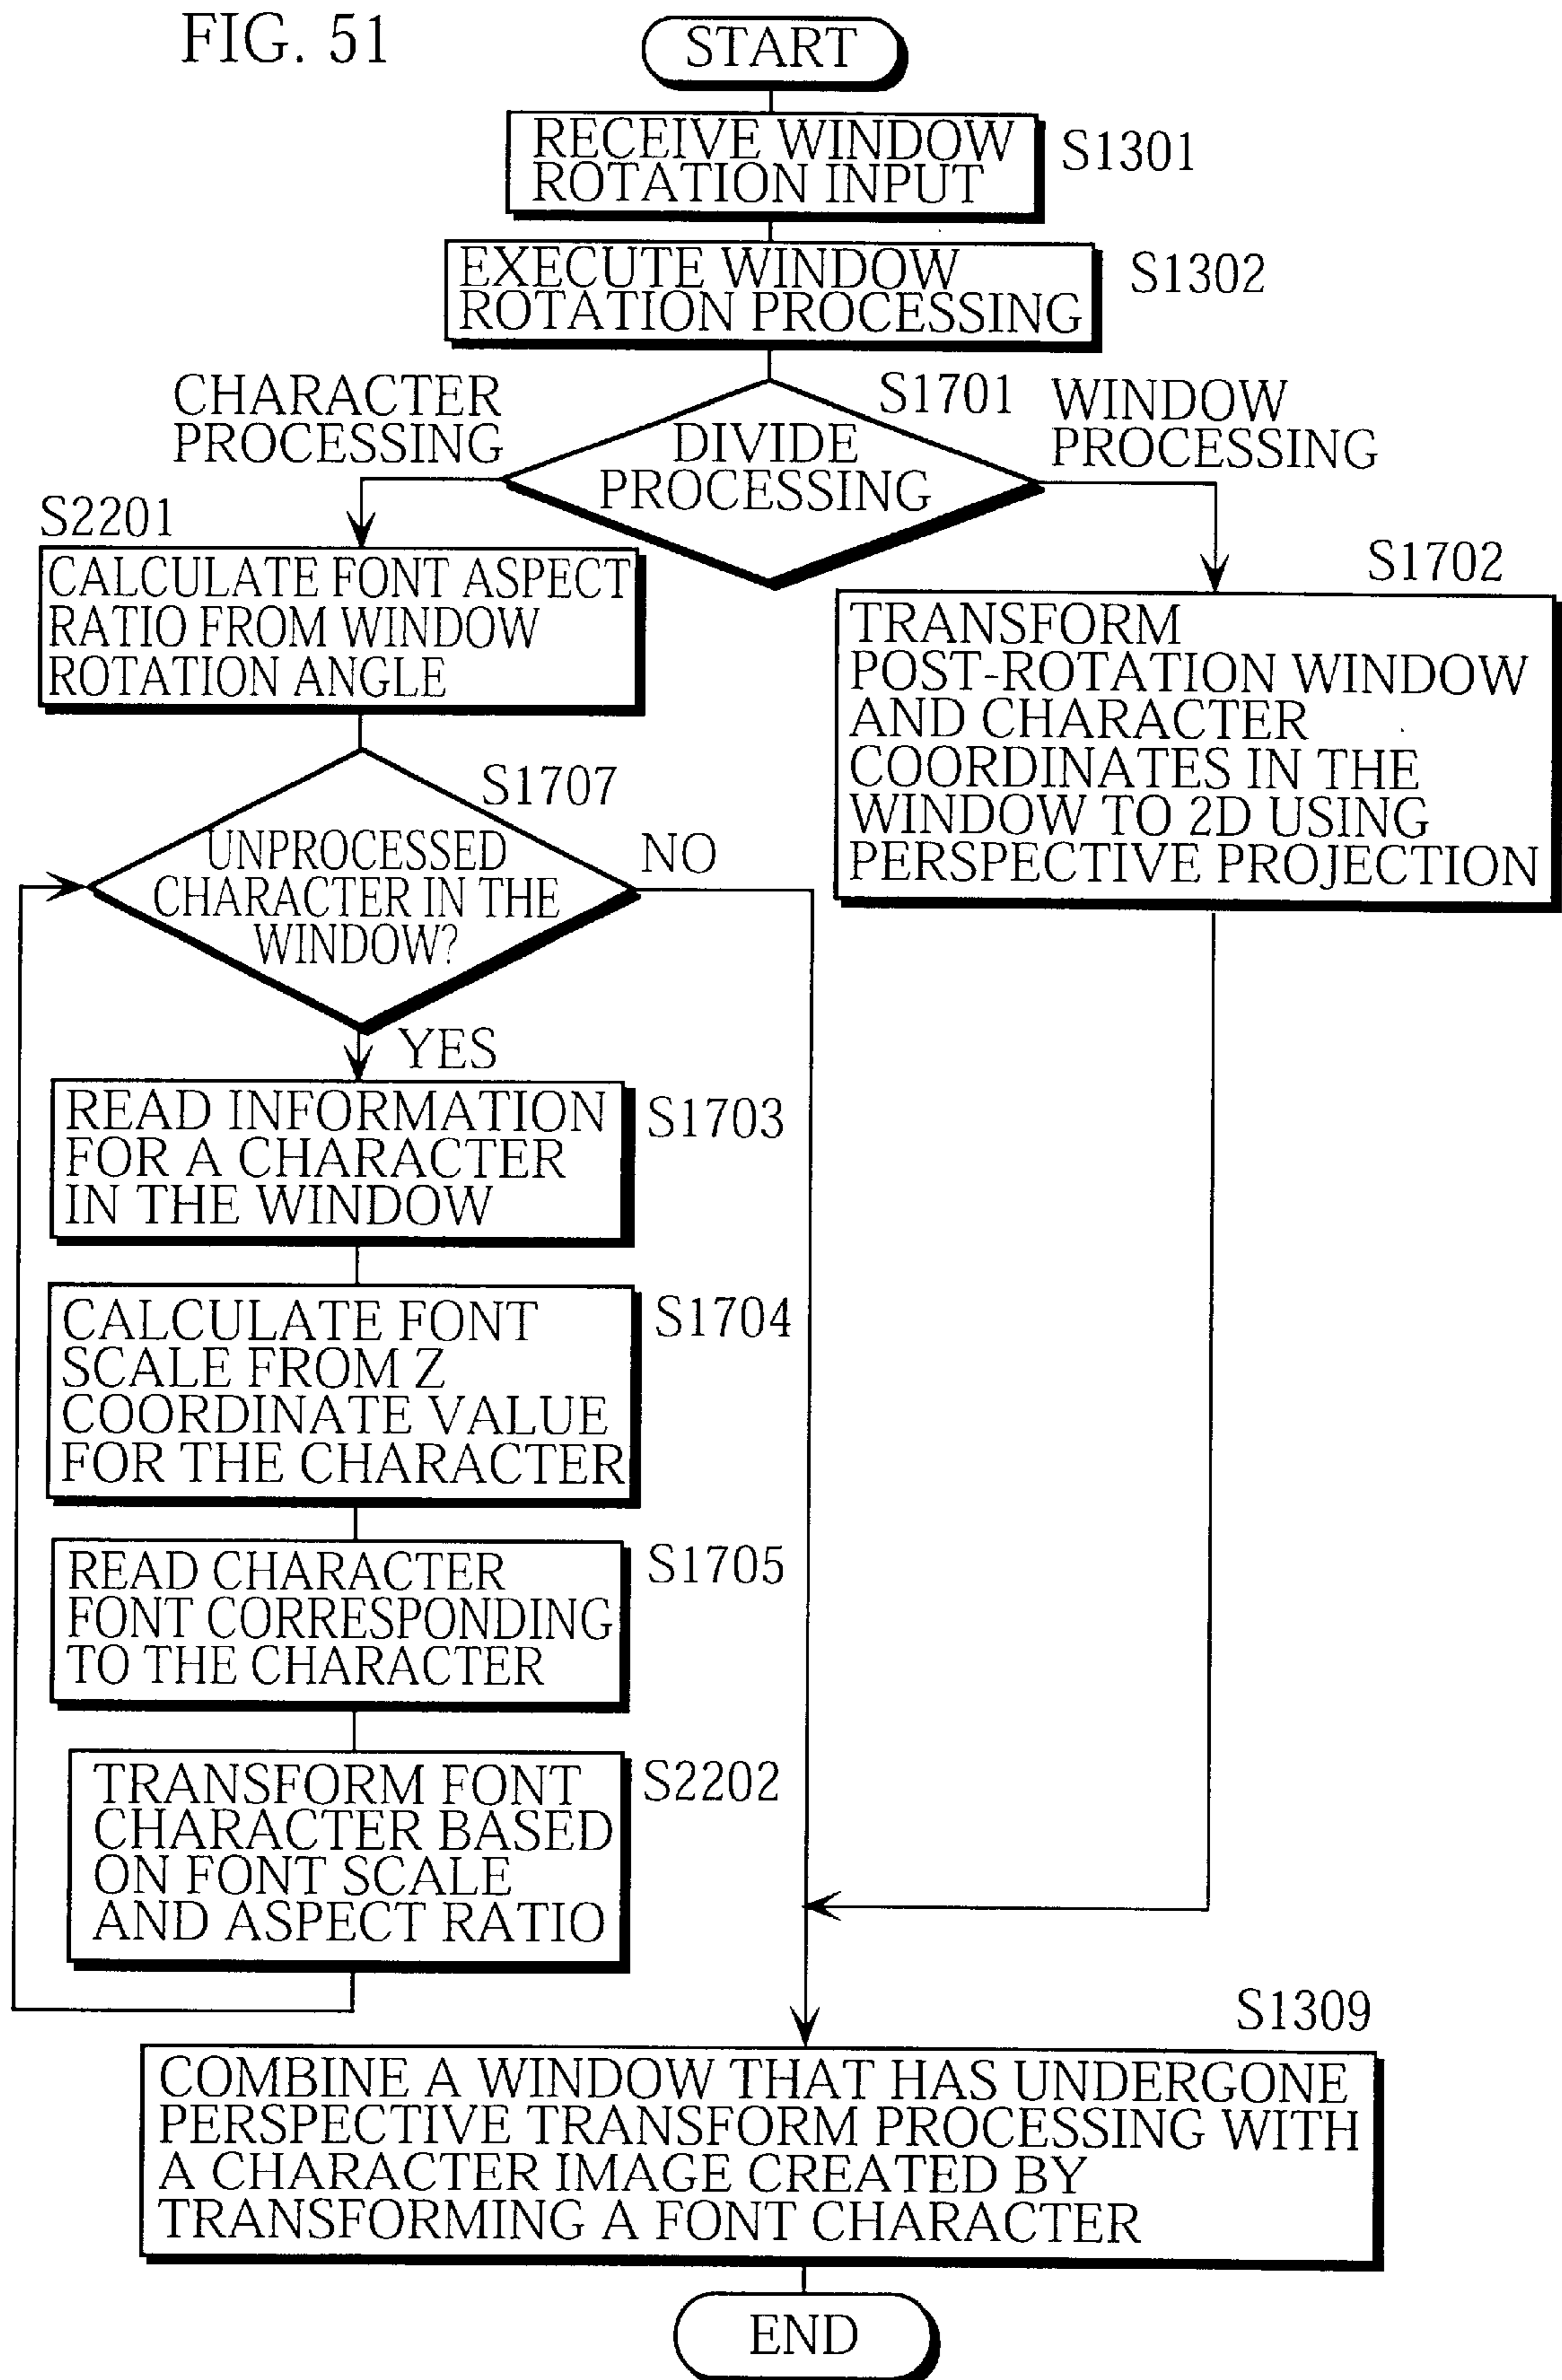 FIG. 51
START
RECEIVE WINDOW
ROTATION INPUT
S1301
EXECUTE WINDOW
ROTATION PROCESSING
S1302
CHARACTER
PROCESSING
S1701
DIVIDE
PROCESSING
WINDOW
PROCESSING
S2201
CALCULATE FONT ASPECT
RATIO FROM WINDOW
ROTATION ANGLE
S1702
TRANSFORM
POST-ROTATION WINDOW
AND CHARACTER
COORDINATES IN THE
WINDOW TO 2D USING
PERSPECTIVE PROJECTION
S1707
UNPROCESSED
CHARACTER IN THE
WINDOW?
NO
YES
READ INFORMATION
FOR A CHARACTER
IN THE WINDOW
S1703
CALCULATE FONT
SCALE FROM Z
COORDINATE VALUE
FOR THE CHARACTER
S1704
READ CHARACTER
FONT CORRESPONDING
TO THE CHARACTER
S1705
TRANSFORM FONT
CHARACTER BASED
ON FONT SCALE
AND ASPECT RATIO
S2202
S1309
COMBINE A WINDOW THAT HAS UNDERGONE
PERSPECTIVE TRANSFORM PROCESSING WITH
A CHARACTER IMAGE CREATED BY
TRANSFORMING A FONT CHARACTER
END